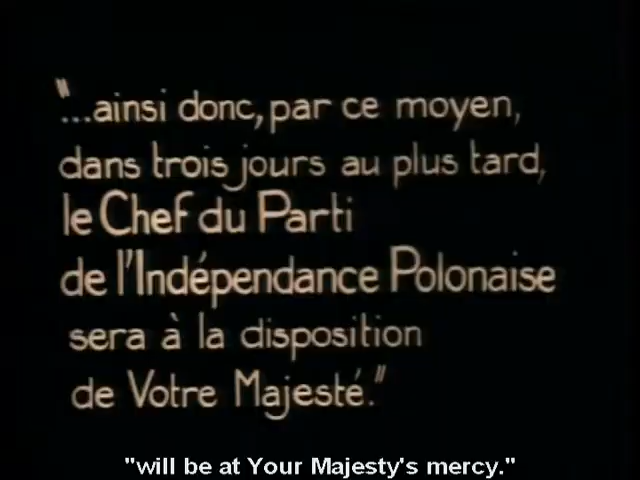 "...ainsi donc, par ce moyen,
dans trois jours au plus tard,
le Chef du Parti
de l'Indépendance Polonaise
sera à la disposition
de Votre Majesté."
"will be at Your Majesty's mercy."